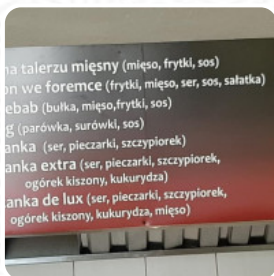 na talerzu mięsny (mięso, frytki, sos)
on we foremce (frytki, mięso, ser, sos, sałatka)
ebab (bułka, mięso,frytki, sos)
g (parówka, surówki, sos)
anka (ser, pieczarki, szczypiorek)
anka extra (ser, pieczarki, szczypiorek,
ogórek kiszony, kukurydza)
anka de lux (ser, pieczarki, szczypiorek,
ogórek kiszony, kukurydza, mięso)